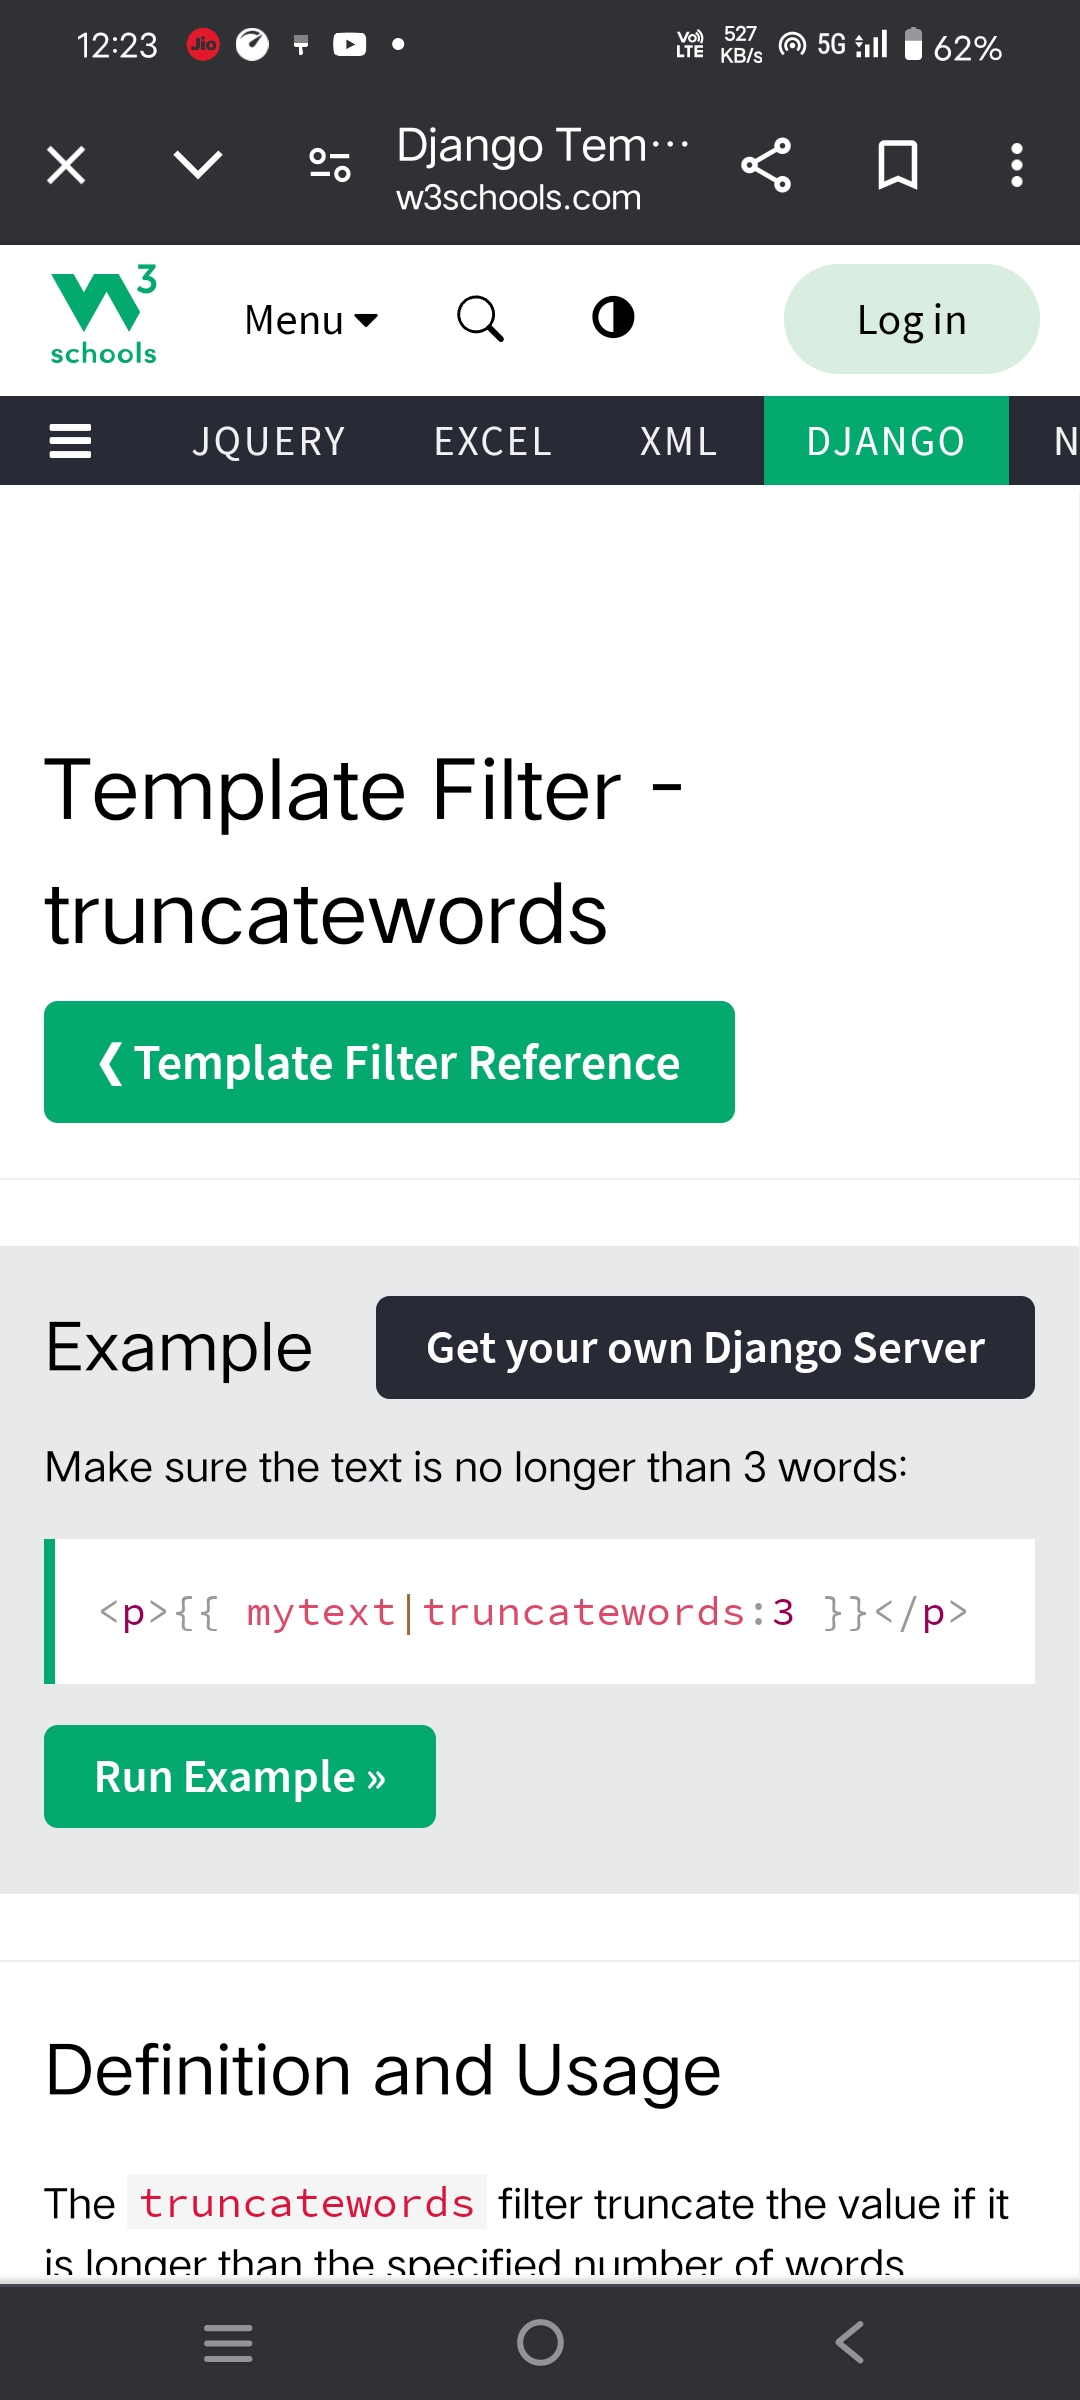 12:23 Jio Vo) LTE 527 KB/s 5G 62%
Django Tem...
w3schools.com
W3 schools Menu Log in
JQUERY EXCEL XML DJANGO N
Template Filter -
truncatewords
❮ Template Filter Reference
Example Get your own Django Server
Make sure the text is no longer than 3 words:
<p>{{ mytext|truncatewords:3 }}</p>
Run Example »
Definition and Usage
The truncatewords filter truncate the value if it
is longer than the specified number of words